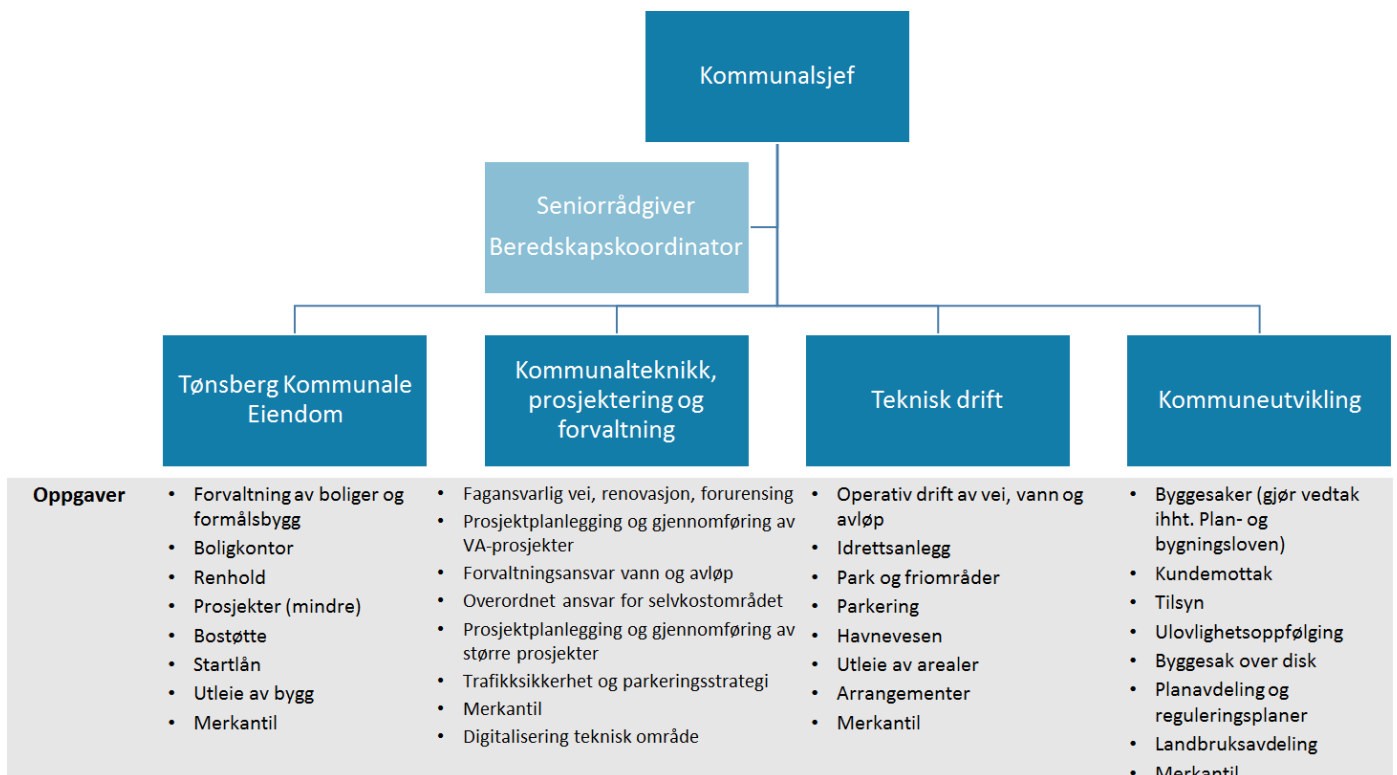 Kommunalsjef
Seniorrådgiver
Beredskapskoordinator
Tønsberg Kommunale
Eiendom
Kommunalteknikk,
prosjektering og
forvaltning
Teknisk drift
Kommuneutvikling
Oppgaver
• Forvaltning av boliger og
formålsbygg
• Boligkontor
• Renhold
• Prosjekter (mindre)
• Bostøtte
• Startlån
• Utleie av bygg
• Merkantil
• Fagansvarlig vei, renovasjon, forurensing
• Prosjektplanlegging og gjennomføring av
VA-prosjekter
• Forvaltningsansvar vann og avløp
• Overordnet ansvar for selvkostområdet
• Prosjektplanlegging og gjennomføring av
større prosjekter
• Trafikksikkerhet og parkeringsstrategi
• Merkantil
• Digitalisering teknisk område
• Operativ drift av vei, vann og
avløp
• Idrettsanlegg
• Park og friområder
• Parkering
• Havnevesen
• Utleie av arealer
• Arrangementer
• Merkantil
• Byggesaker (gjør vedtak
ihht. Plan- og
bygningsloven)
• Kundemottak
• Tilsyn
• Ulovlighetsoppfølging
• Byggesak over disk
• Planavdeling og
reguleringsplaner
• Landbruksavdeling
• Merkantil